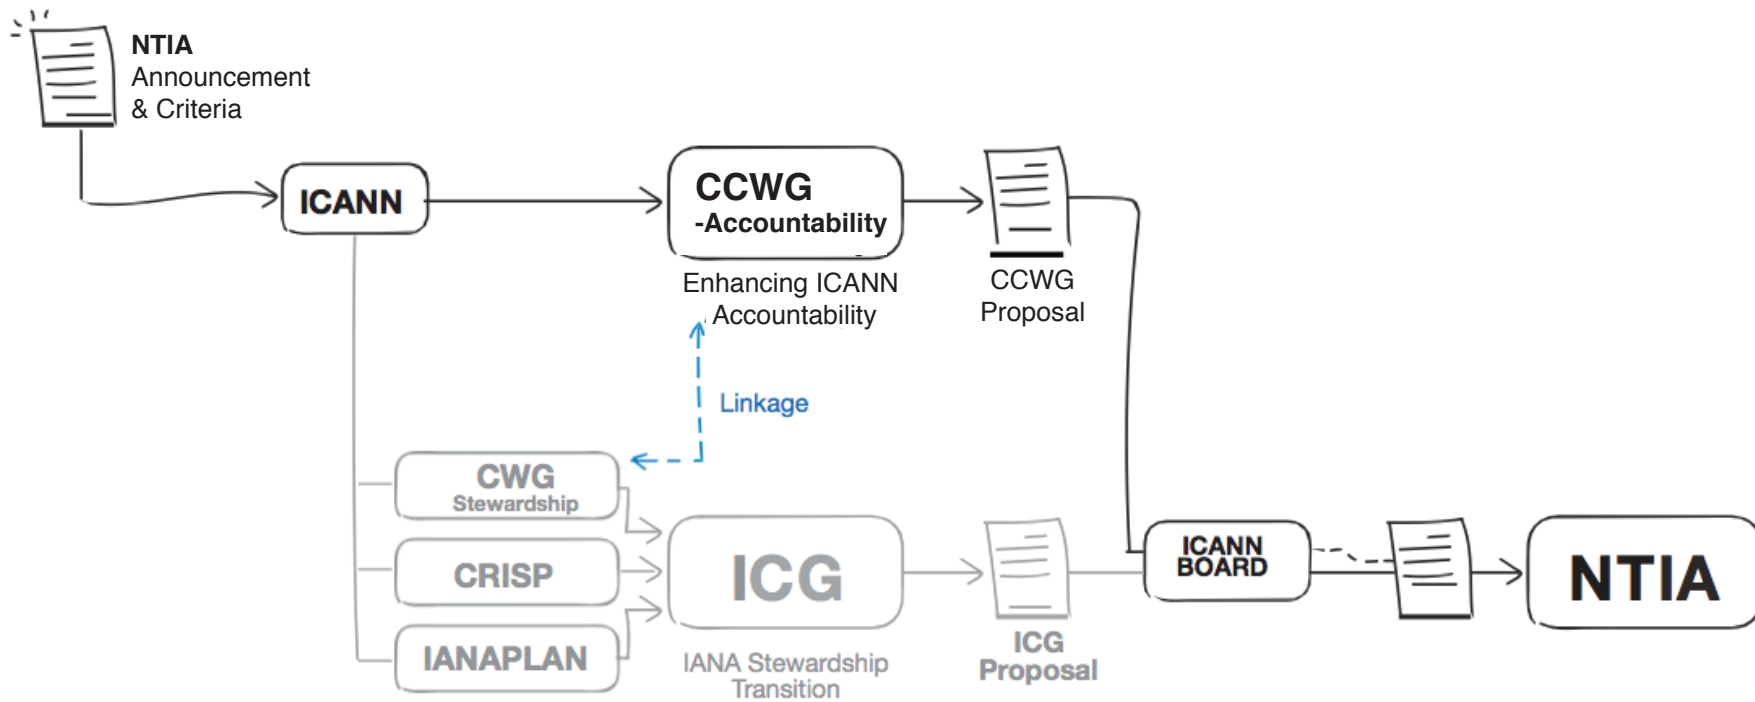 NTIA
Announcement
& Criteria
ICANN
CCWG
-Accountability
Enhancing ICANN
Accountability
CCWG
Proposal
Linkage
CWG
Stewardship
CRISP
IANAPLAN
ICG
IANA Stewardship
Transition
ICG
Proposal
ICANN
BOARD
NTIA